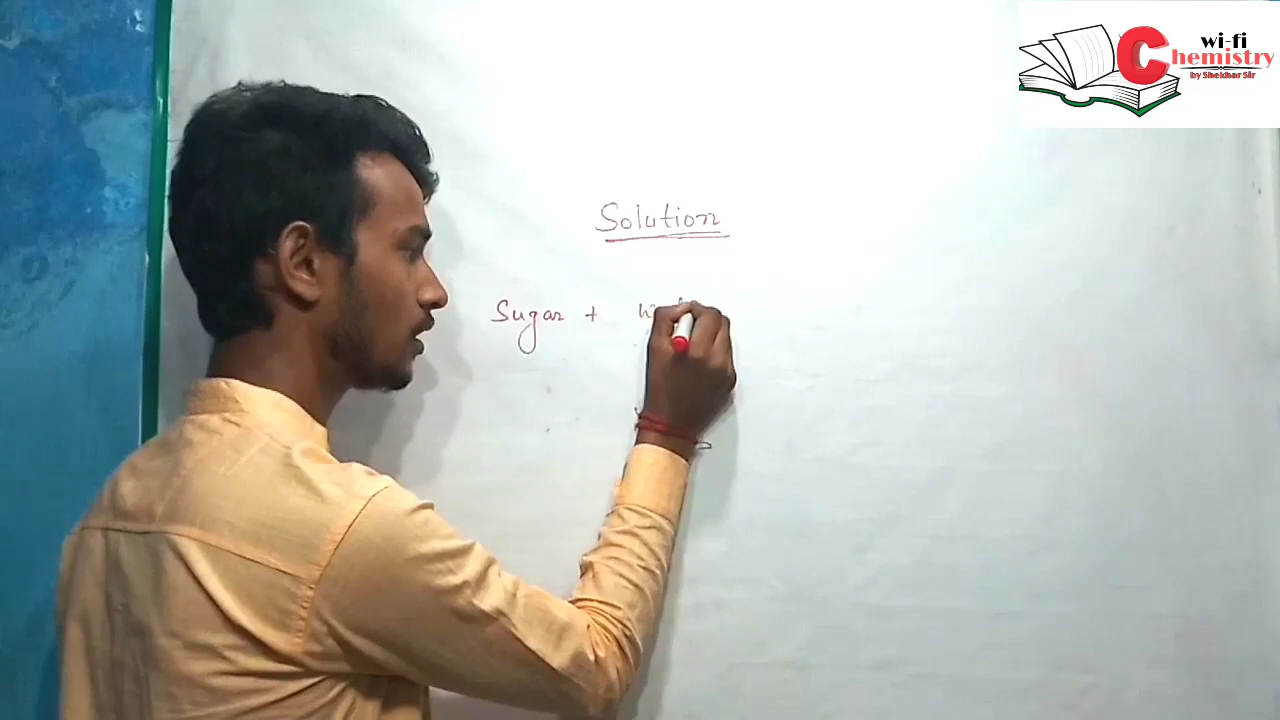 wi-fi
Chemistry
by Shekhar Sir
Solution
Sugar +